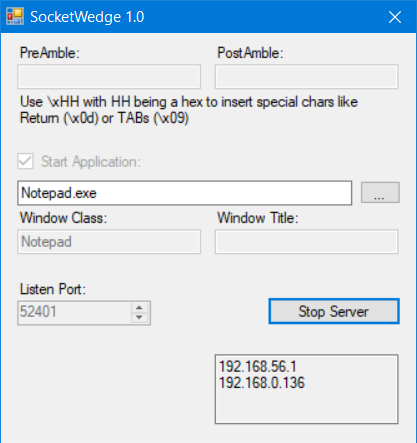 SocketWedge 1.0
PreAmble:
PostAmble:
Use \xHH with HH being a hex to insert special chars like
Return (\x0d) or TABs (\x09)
Start Application:
Notepad.exe
...
Window Class:
Window Title:
Notepad
Listen Port:
52401
Stop Server
192.168.56.1
192.168.0.136